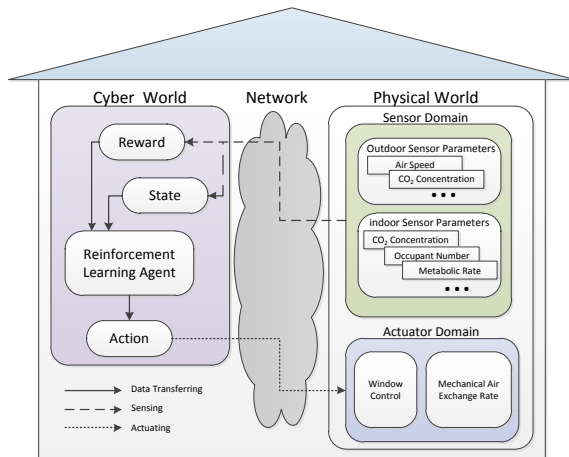 Cyber World
Network
Physical World
Sensor Domain
Reward
State
Reinforcement
Learning Agent
Action
Outdoor Sensor Parameters
Air Speed
CO₂ Concentration
• • •
indoor Sensor Parameters
CO₂ Concentration
Occupant Number
Metabolic Rate
• • •
Actuator Domain
Window
Control
Mechanical Air
Exchange Rate
Data Transferring
Sensing
Actuating